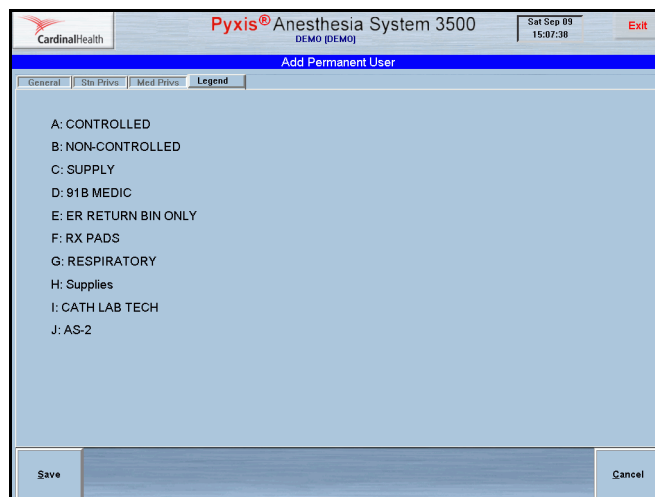 CardinalHealth
Pyxis® Anesthesia System 3500
DEMO [DEMO]
Sat Sep 09
15:07:38
Exit
Add Permanent User
General Stn Privs Med Privs Legend
A: CONTROLLED
B: NON-CONTROLLED
C: SUPPLY
D: 91B MEDIC
E: ER RETURN BIN ONLY
F: RX PADS
G: RESPIRATORY
H: Supplies
I: CATH LAB TECH
J: AS-2
Save
Cancel